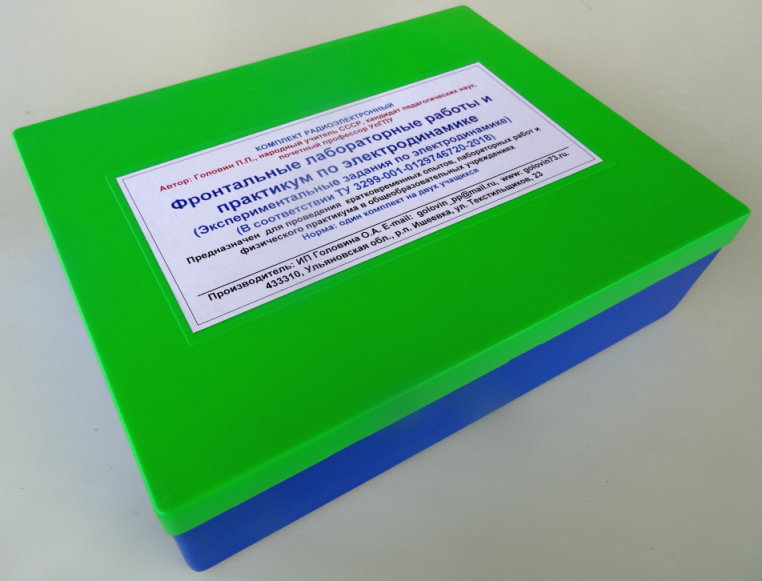 КОМПЛЕКТ РАДИОЭЛЕКТРОННЫЙ
Автор: Головин П.П., народный учитель СССР, кандидат педагогических наук,
почетный профессор УлГПУ
Фронтальные лабораторные работы и
практикум по электродинамике
(Экспериментальные задания по электродинамике)
(В соответствии ТУ 3299-001-0129746720-2016)
Предназначен для проведения кратковременных опытов, лабораторных работ и
физического практикума в общеобразовательных учреждениях
Норма: один комплект на двух учащихся
Производитель: ИП Головина О.А. E-mail: golovin_pp@mail.ru, www. golovin73.ru.
433310, Ульяновская обл., р.п. Ишеевка, ул. Текстильщиков, 23